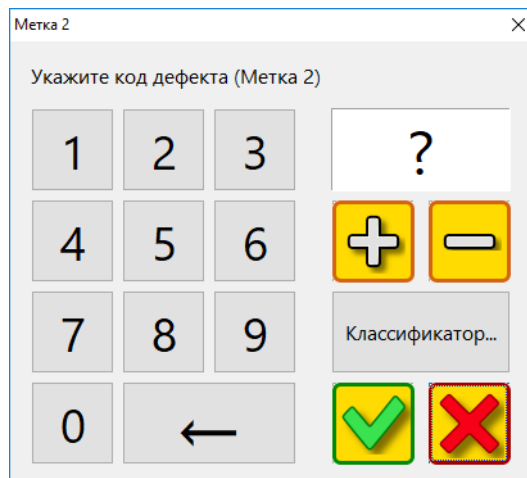 Метка 2
Укажите код дефекта (Метка 2)
1 2 3 ?
4 5 6
7 8 9 Классификатор...
0 ←